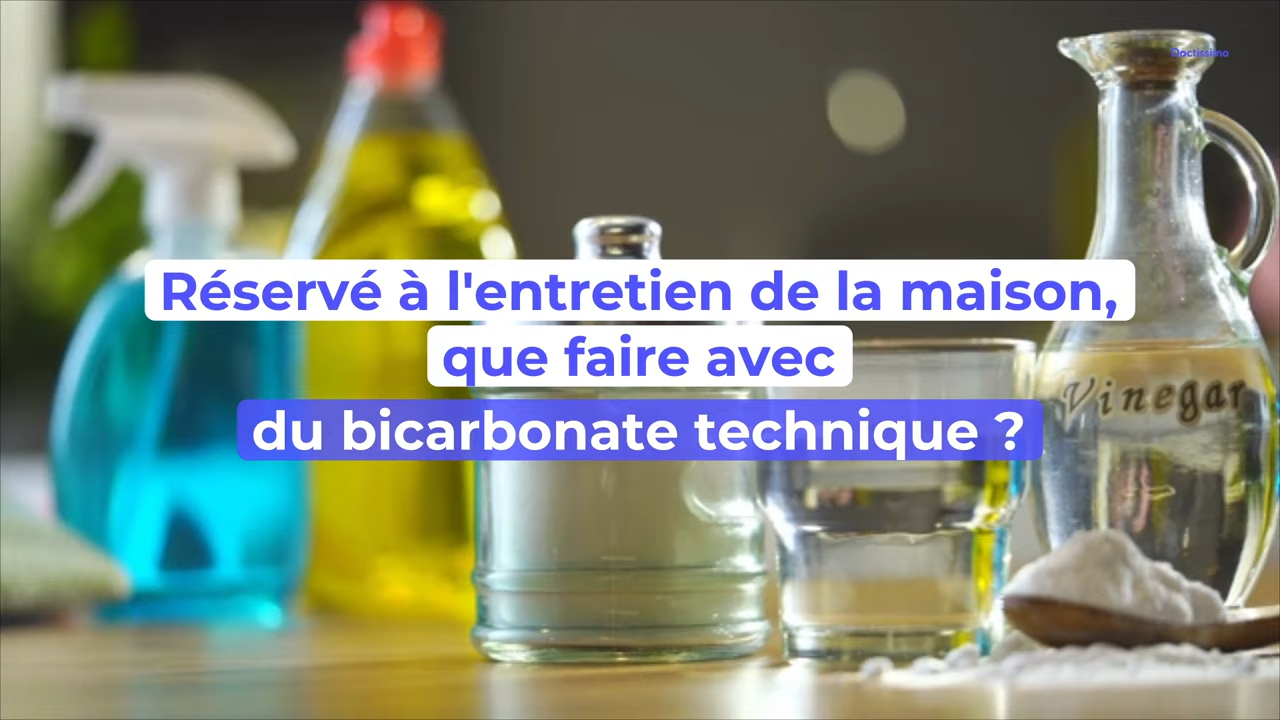 Doctissimo
Réservé à l'entretien de la maison,
que faire avec
du bicarbonate technique ?
Vinegar